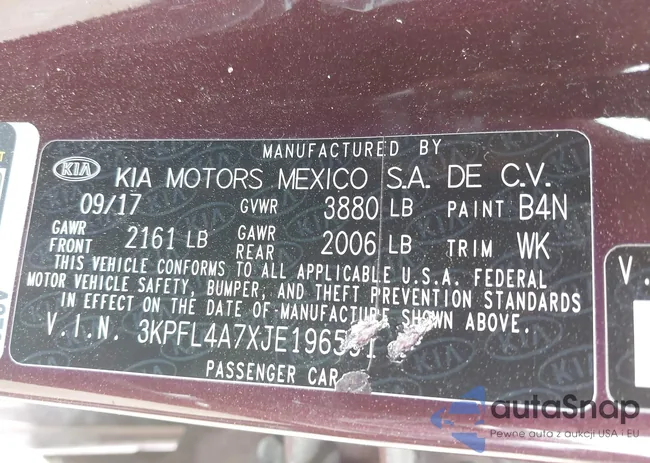 MANUFACTURED BY
KIA KIA MOTORS MEXICO S.A. DE C.V.
09/17 GVWR 3880 LB PAINT B4N
GAWR FRONT 2161 LB GAWR REAR 2006 LB TRIM WK
THIS VEHICLE CONFORMS TO ALL APPLICABLE U.S.A. FEDERAL
MOTOR VEHICLE SAFETY, BUMPER, AND THEFT PREVENTION STANDARDS
IN EFFECT ON THE DATE OF MANUFACTURE SHOWN ABOVE.
V.I.N.
PASSENGER CAR
V.
autoSnap
Pewne auto z aukcji USA i EU